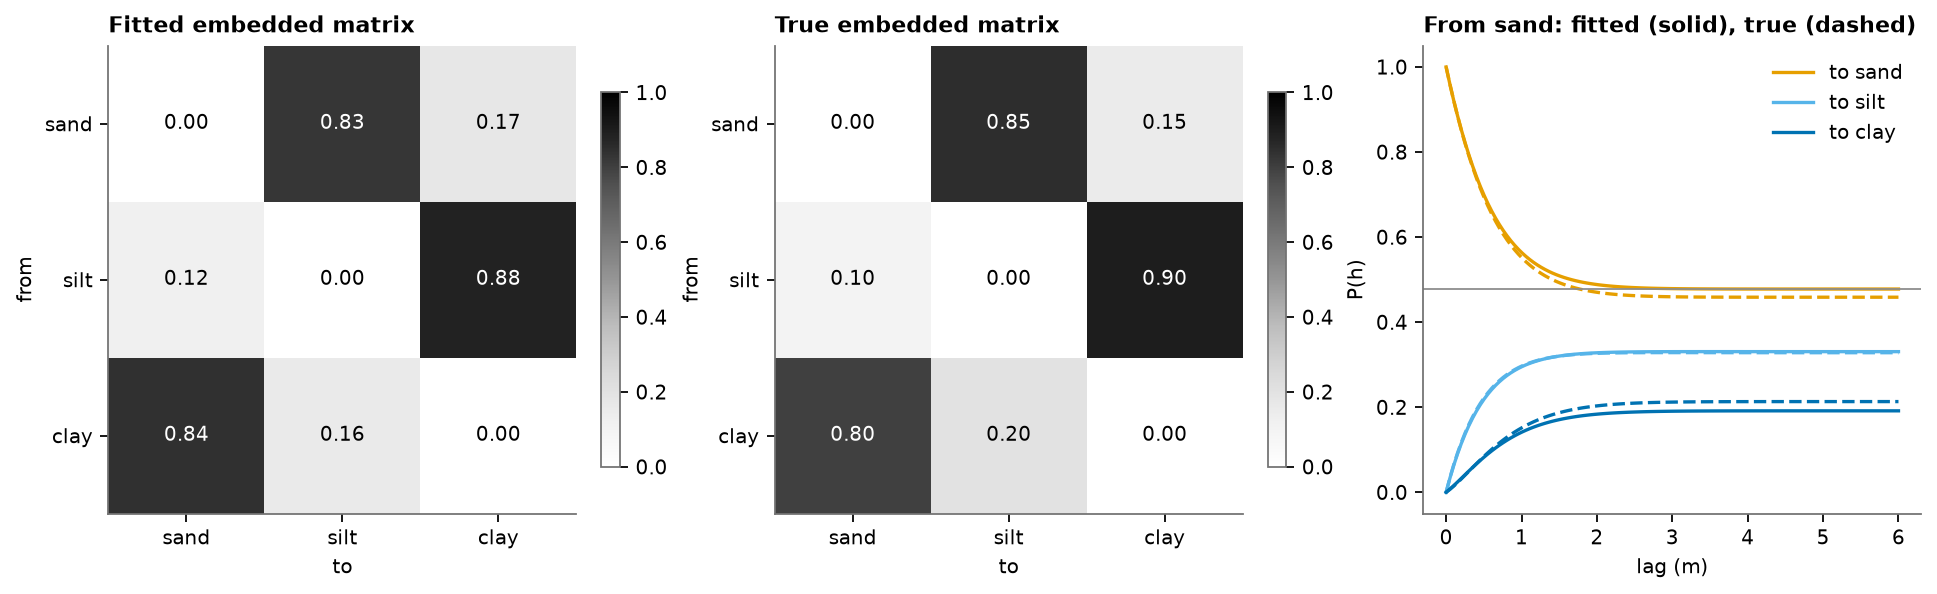 Fitted embedded matrix
from
sand
silt
clay
0.00 0.83 0.17
0.12 0.00 0.88
0.84 0.16 0.00
sand silt clay
to
1.0
0.8
0.6
0.4
0.2
0.0
True embedded matrix
from
sand
silt
clay
0.00 0.85 0.15
0.10 0.00 0.90
0.80 0.20 0.00
sand silt clay
to
1.0
0.8
0.6
0.4
0.2
0.0
From sand: fitted (solid), true (dashed)
to sand
to silt
to clay
P(h)
1.0
0.8
0.6
0.4
0.2
0.0
0 1 2 3 4 5 6
lag (m)